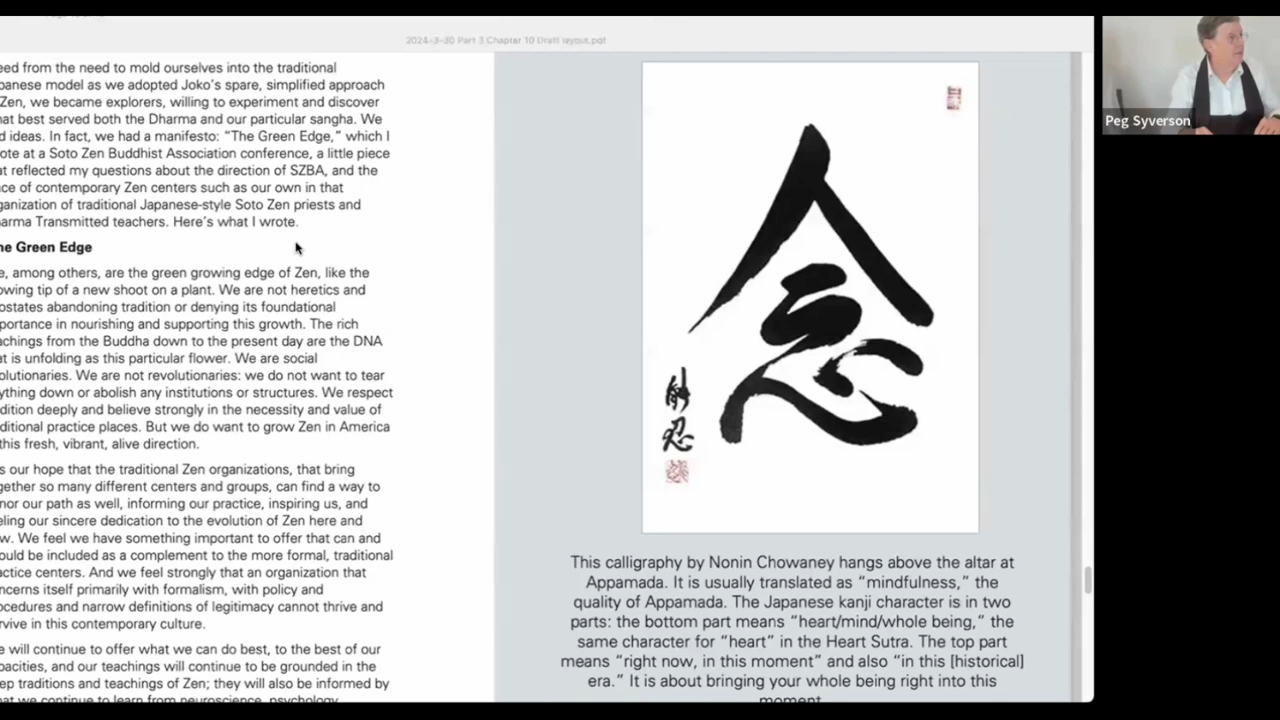 2024-3-30 Part 3 Chapter 10 Draft layout.pdf
eed from the need to mold ourselves into the traditional
panese model as we adopted Joko's spare, simplified approach
Zen, we became explorers, willing to experiment and discover
hat best served both the Dharma and our particular sangha. We
d ideas. In fact, we had a manifesto: "The Green Edge," which I
ote at a Soto Zen Buddhist Association conference, a little piece
at reflected my questions about the direction of SZBA, and the
ace of contemporary Zen centers such as our own in that
ganization of traditional Japanese-style Soto Zen priests and
harma Transmitted teachers. Here's what I wrote.
he Green Edge
e, among others, are the green growing edge of Zen, like the
owing tip of a new shoot on a plant. We are not heretics and
ostates abandoning tradition or denying its foundational
portance in nourishing and supporting this growth. The rich
achings from the Buddha down to the present day are the DNA
at is unfolding as this particular flower. We are social
olutionaries. We are not revolutionaries: we do not want to tear
ything down or abolish any institutions or structures. We respect
dition deeply and believe strongly in the necessity and value of
ditional practice places. But we do want to grow Zen in America
this fresh, vibrant, alive direction.
s our hope that the traditional Zen organizations, that bring
gether so many different centers and groups, can find a way to
nor our path as well, informing our practice, inspiring us, and
eling our sincere dedication to the evolution of Zen here and
w. We feel we have something important to offer that can and
ould be included as a complement to the more formal, traditional
actice centers. And we feel strongly that an organization that
ncerns itself primarily with formalism, with policy and
ocedures and narrow definitions of legitimacy cannot thrive and
rvive in this contemporary culture.
e will continue to offer what we can do best, to the best of our
pacities, and our teachings will continue to be grounded in the
ep traditions and teachings of Zen; they will also be informed by
at we continue to learn from neuroscience, psychology,
念
能忍
This calligraphy by Nonin Chowaney hangs above the altar at
Appamada. It is usually translated as "mindfulness," the
quality of Appamada. The Japanese kanji character is in two
parts: the bottom part means "heart/mind/whole being," the
same character for "heart" in the Heart Sutra. The top part
means "right now, in this moment" and also "in this [historical]
era." It is about bringing your whole being right into this
moment
Peg Syverson